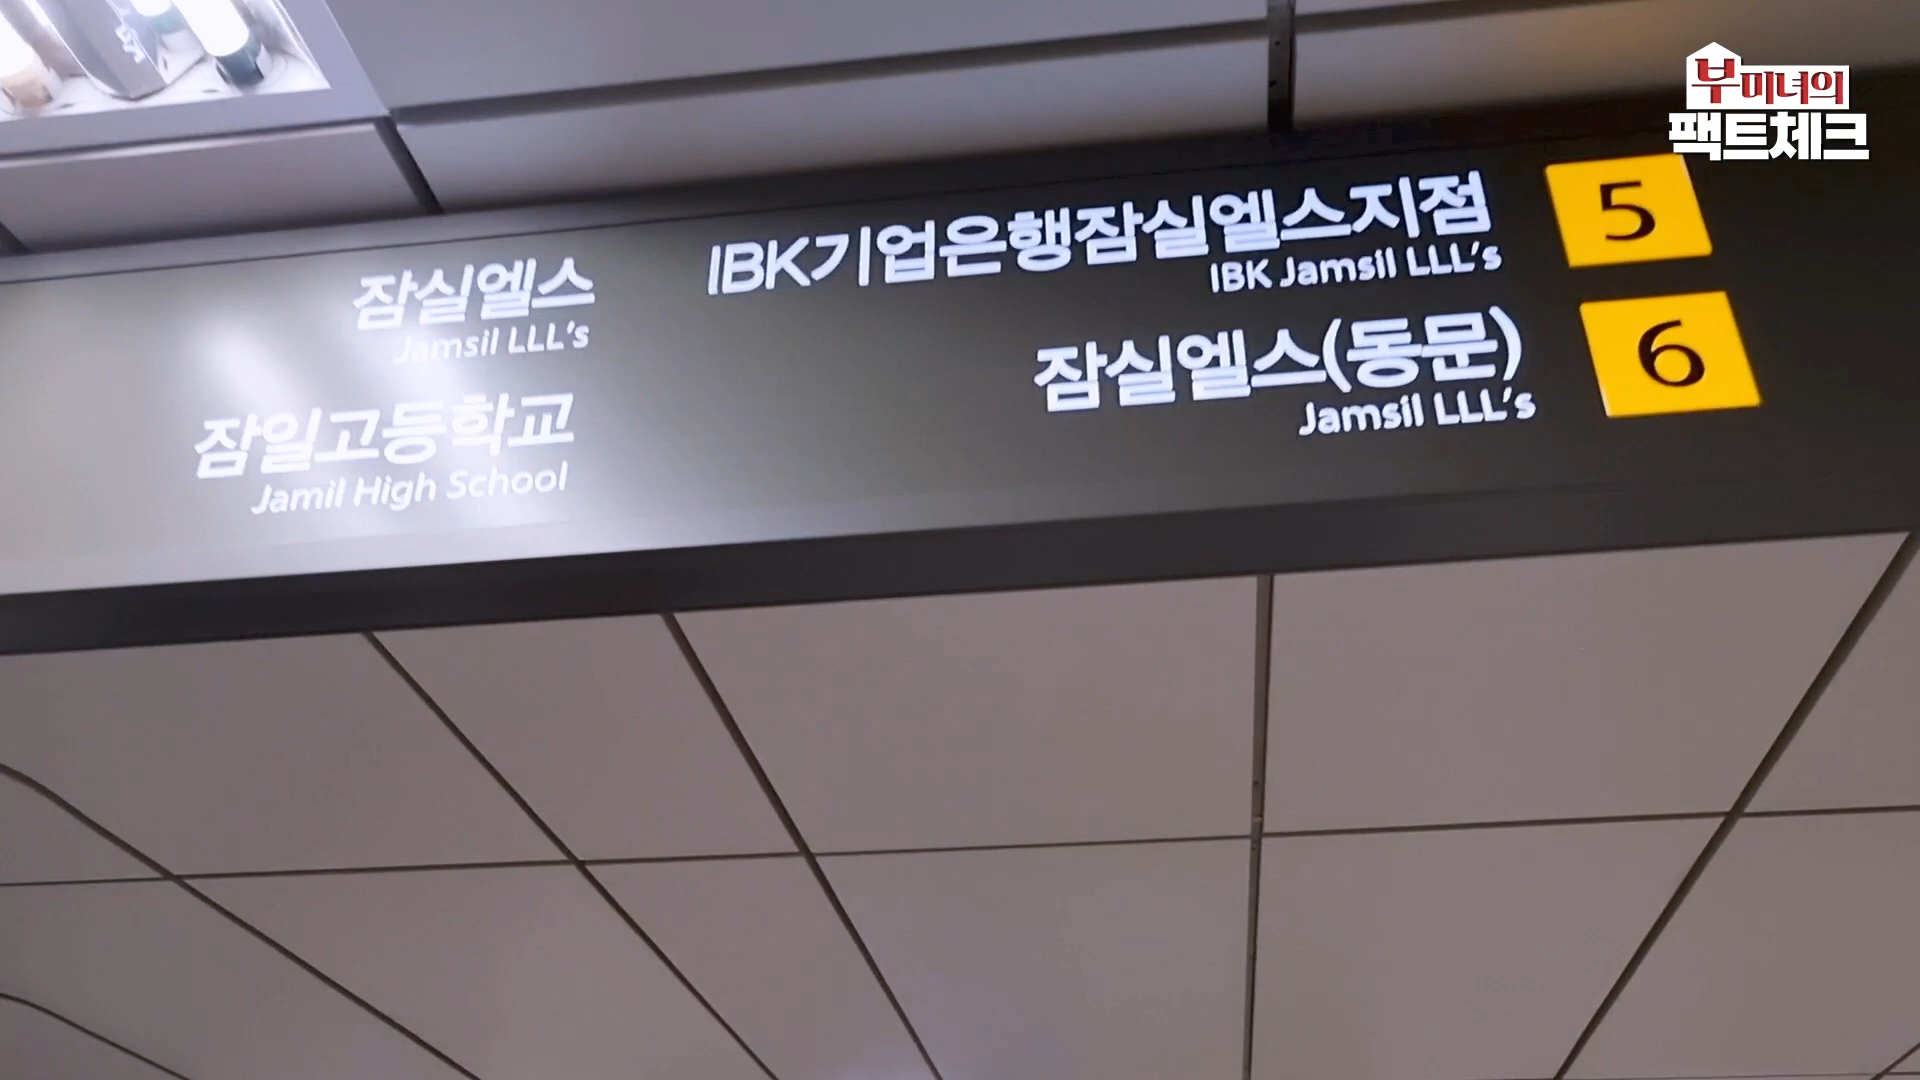 부미녀의
팩트체크
잠실엘스
Jamsil LLL's
잠일고등학교
Jamil High School
IBK기업은행잠실엘스지점 5
IBK Jamsil LLL's
잠실엘스(동문) 6
Jamsil LLL's